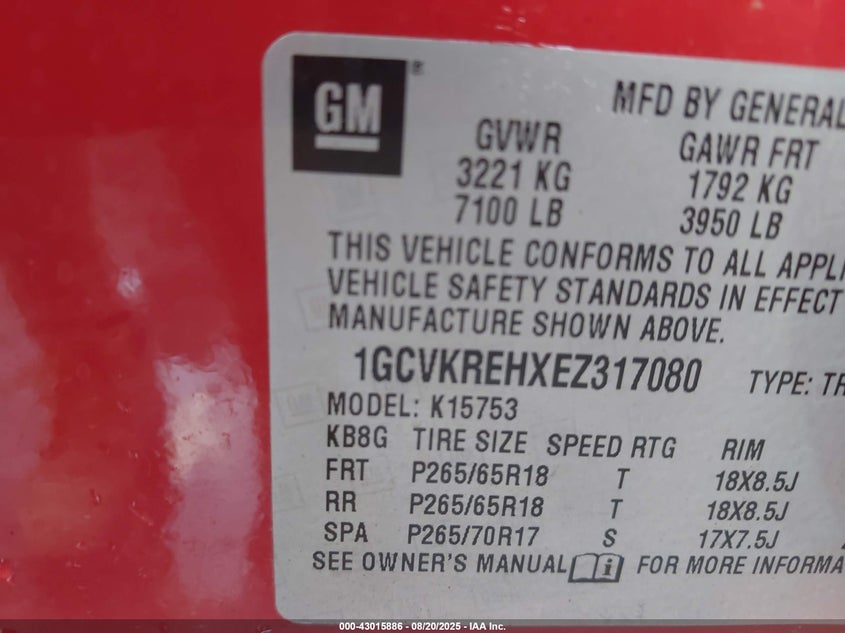 GM
MFD BY GENERAL
GVWR GAWR FRT
3221 KG 1792 KG
7100 LB 3950 LB
THIS VEHICLE CONFORMS TO ALL APPLI
VEHICLE SAFETY STANDARDS IN EFFECT
MANUFACTURE SHOWN ABOVE.
1GCVKREHXEZ317080 TYPE: TR
MODEL: K15753
KB8G TIRE SIZE SPEED RTG RIM
FRT P265/65R18 T 18X8.5J
RR P265/65R18 T 18X8.5J
SPA P265/70R17 S 17X7.5J
SEE OWNER'S MANUAL i FOR MORE INFORMA
000-43015886 - 08/20/2025 - IAA Inc.